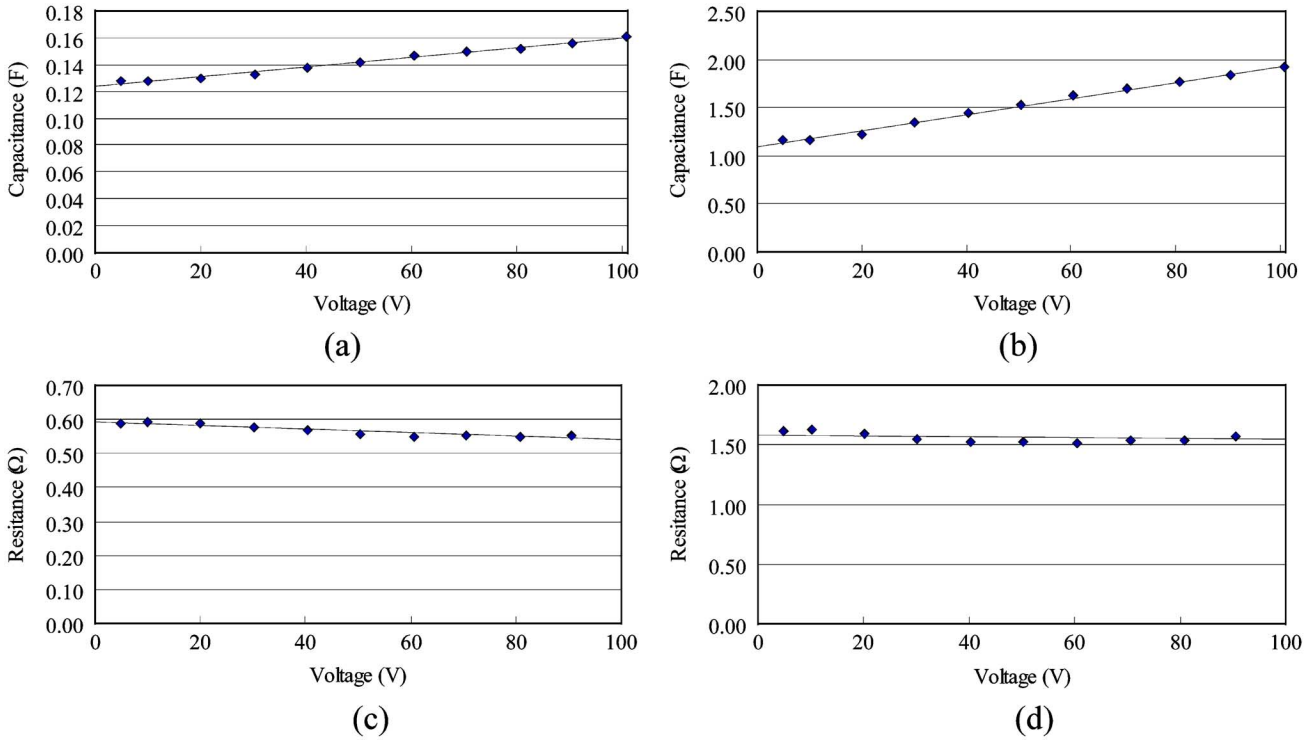 0.18
0.16
0.14
0.12
0.10
0.08
0.06
0.04
0.02
0.00
Capacitance (F)
0 20 40 60 80 100
Voltage (V)
(a)
2.50
2.00
1.50
1.00
0.50
0.00
Capacitance (F)
0 20 40 60 80 100
Voltage (V)
(b)
0.70
0.60
0.50
0.40
0.30
0.20
0.10
0.00
Resitance (Ω)
0 20 40 60 80 100
Voltage (V)
(c)
2.00
1.50
1.00
0.50
0.00
Resitance (Ω)
0 20 40 60 80 100
Voltage (V)
(d)